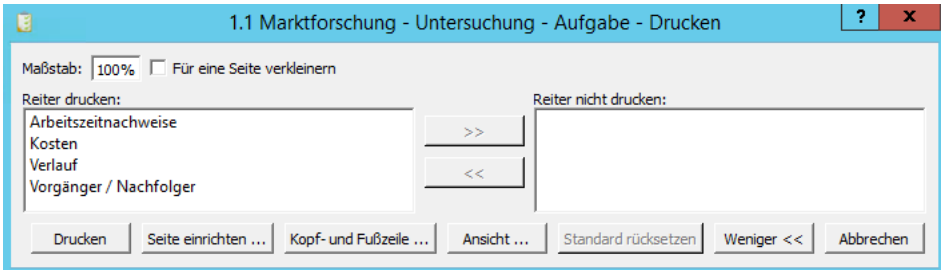 1.1 Marktforschung - Untersuchung - Aufgabe - Drucken ? x
Maßstab: 100% Für eine Seite verkleinern
Reiter drucken: Reiter nicht drucken:
Arbeitszeitnachweise
Kosten
Verlauf
Vorgänger / Nachfolger
>>
<<
Drucken Seite einrichten ... Kopf- und Fußzeile ... Ansicht ... Standard rücksetzen Weniger << Abbrechen